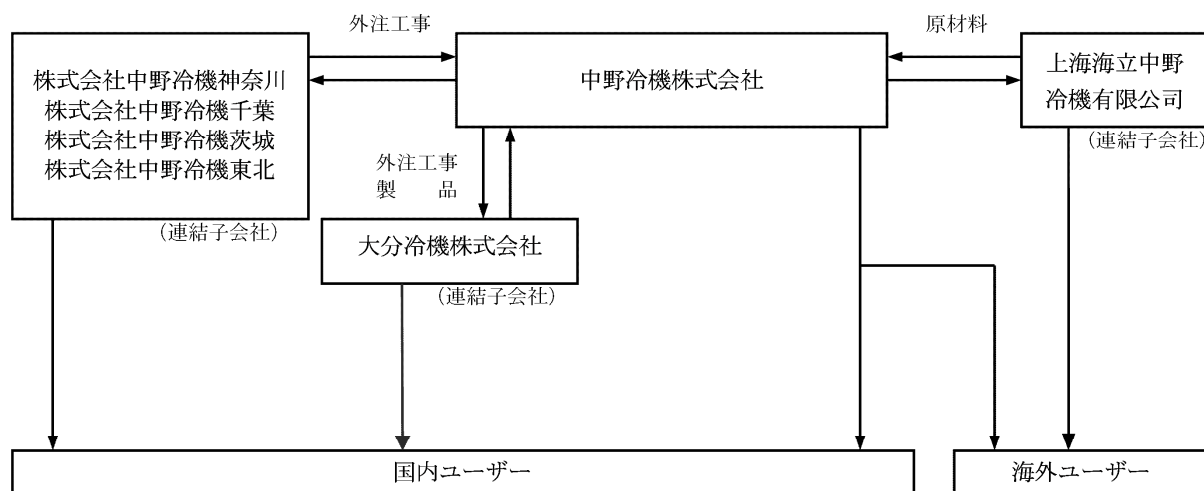 外注工事
原材料
株式会社中野冷機神奈川
株式会社中野冷機千葉
株式会社中野冷機茨城
株式会社中野冷機東北
(連結子会社)
中野冷機株式会社
上海海立中野
冷機有限公司
(連結子会社)
外注工事
製　　品
大分冷機株式会社
(連結子会社)
国内ユーザー
海外ユーザー